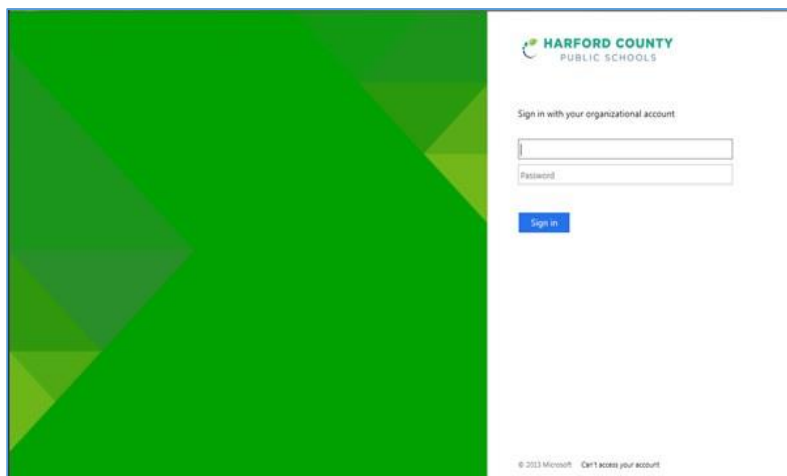 HARFORD COUNTY
PUBLIC SCHOOLS
Sign in with your organizational account
Password
Sign in
© 2013 Microsoft Can't access your account